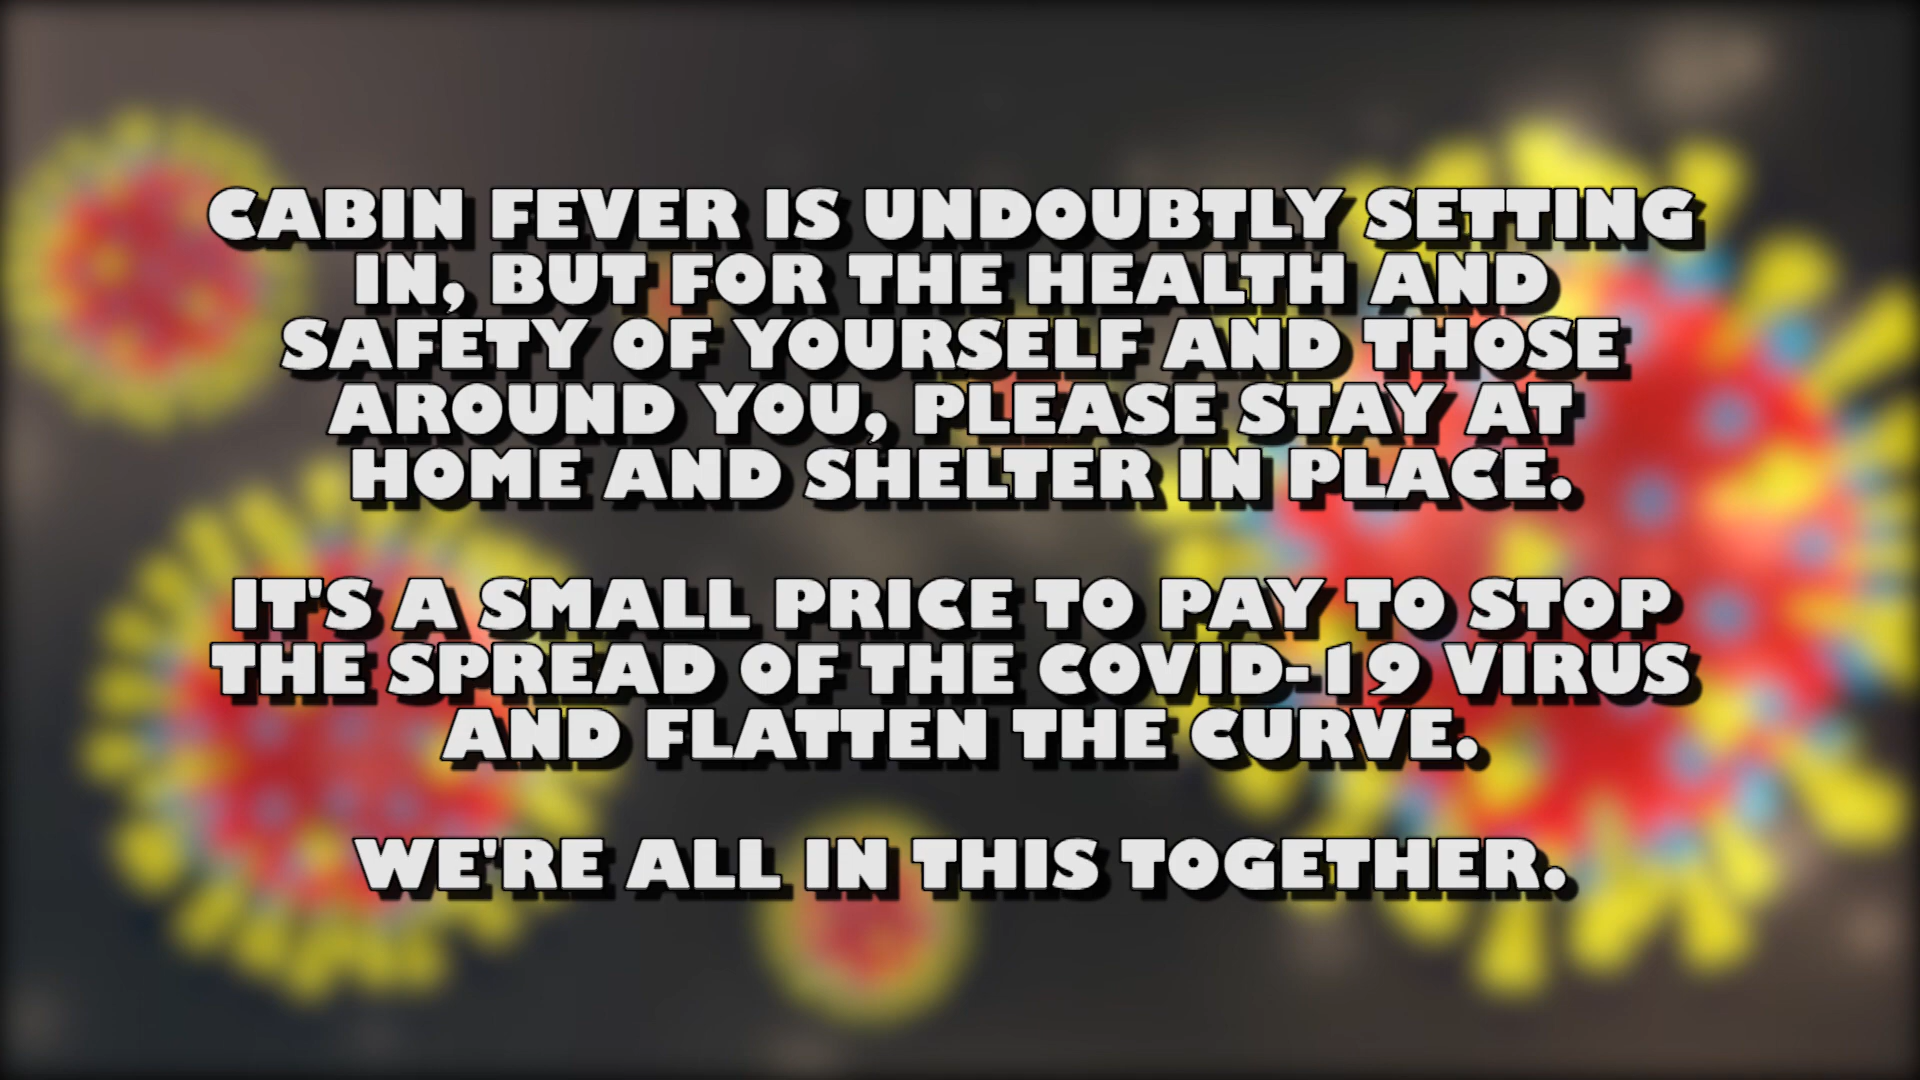 CABIN FEVER IS UNDOUBTLY SETTING
IN, BUT FOR THE HEALTH AND
SAFETY OF YOURSELF AND THOSE
AROUND YOU, PLEASE STAY AT
HOME AND SHELTER IN PLACE.
IT'S A SMALL PRICE TO PAY TO STOP
THE SPREAD OF THE COVID-19 VIRUS
AND FLATTEN THE CURVE.
WE'RE ALL IN THIS TOGETHER.